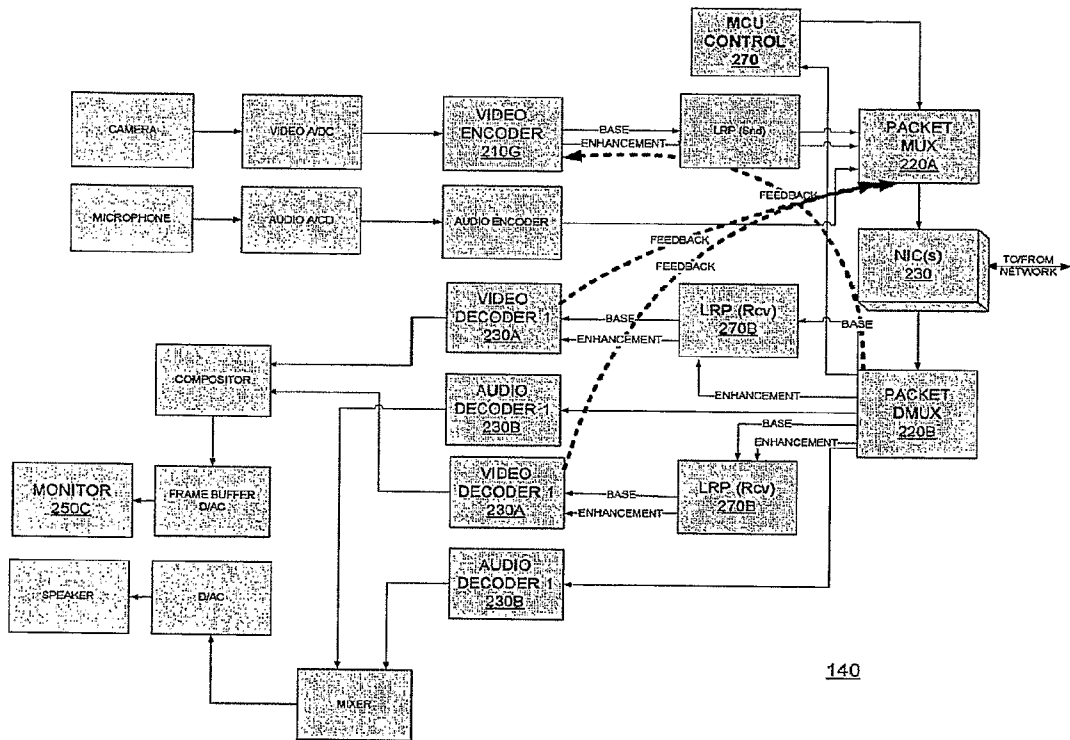 MCU
CONTROL
270
CAMERA
VIDEO A/DC
VIDEO
ENCODER
210G
BASE
ENHANCEMENT
LRP (Snd)
PACKET
MUX
220A
MICROPHONE
AUDIO A/CD
AUDIO ENCODER
FEEDBACK
FEEDBACK
FEEDBACK
NIC(s)
230
TO/FROM
NETWORK
VIDEO
DECODER 1
230A
BASE
ENHANCEMENT
LRP (Rcv)
270B
BASE
COMPOSITOR
AUDIO
DECODER 1
230B
ENHANCEMENT
PACKET
DMUX
220B
BASE
ENHANCEMENT
MONITOR
250C
FRAME BUFFER
D/AC
VIDEO
DECODER 1
230A
BASE
ENHANCEMENT
LRP (Rcv)
270B
SPEAKER
D/AC
AUDIO
DECODER 1
230B
MIXER
140